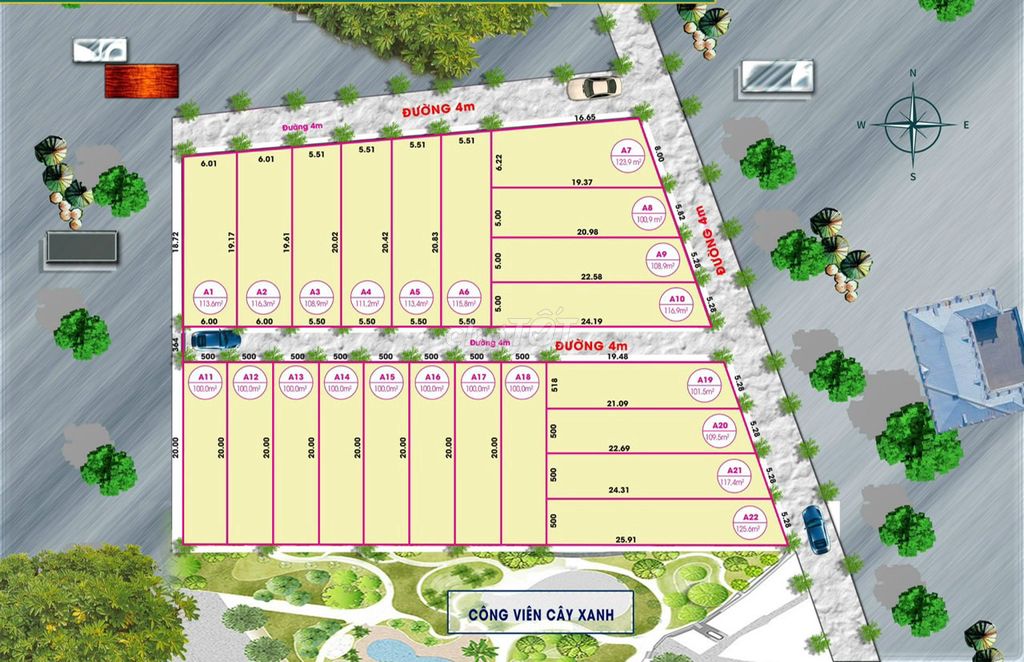 N
W E
S
ĐƯỜNG 4m
Đường 4m
16.65
6.01 6.01 5.51 5.51 5.51 5.51
6.22
A7
123,9 m²
8.00
19.37
18.72 19.17 19.61 20.02 20.42 20.83
5.00
A8
100,9 m²
5.82
ĐƯỜNG 4m
20.98
5.00
A9
108,9m²
5.28
22.58
5.00
A10
116,9m²
5.28
24.19
A1
113,6m²
A2
116,3m²
A3
108,9m²
A4
111,2m²
A5
113,4m²
A6
115,8m²
6.00 6.00 5.50 5.50 5.50 5.50
364
Đường 4m
ĐƯỜNG 4m
TỐT
500 500 500 500 500 500 500 500
19.48
A11
100,0m²
A12
100,0m²
A13
100,0m²
A14
100,0m²
A15
100,0m²
A16
100,0m²
A17
100,0m²
A18
100,0m²
518
A19
101.5m²
5.28
21.09
20.00 20.00 20.00 20.00 20.00 20.00 20.00 20.00
500
A20
109.5m²
5.28
22.69
500
A21
117.4m²
5.28
24.31
500
A22
125.6m²
5.28
25.91
CÔNG VIÊN CÂY XANH